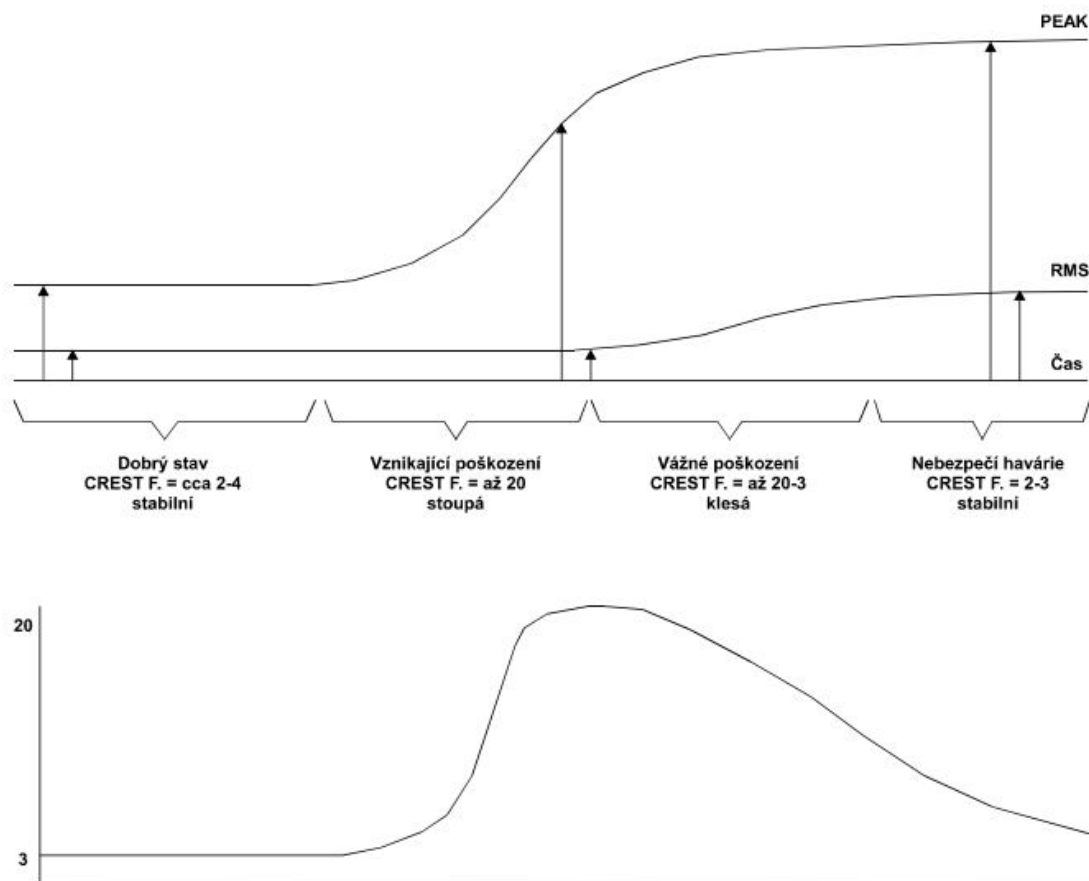 PEAK
RMS
Čas
Dobrý stav
CREST F. = cca 2-4
stabilní
Vznikající poškození
CREST F. = až 20
stoupá
Vážné poškození
CREST F. = až 20-3
klesá
Nebezpečí havárie
CREST F. = 2-3
stabilní
20
3